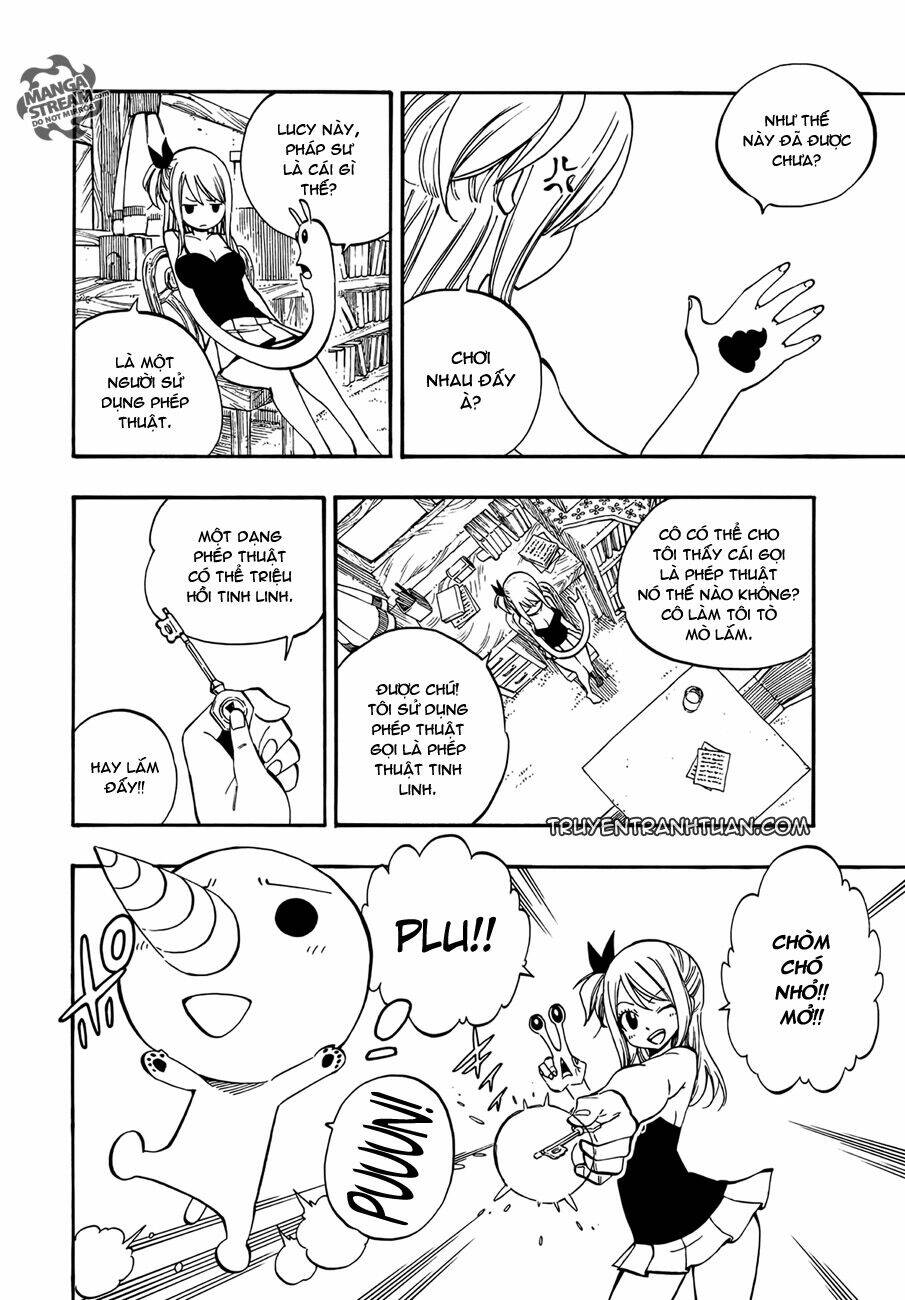 MANGA
STREAM
DO NOT MIRROR
NHƯ THẾ
NÀY ĐÃ ĐƯỢC
CHƯA?
CHƠI
NHAU ĐẤY
À?
LUCY NÀY,
PHÁP SƯ
LÀ CÁI GÌ
THẾ?
LÀ MỘT
NGƯỜI SỬ
DỤNG PHÉP
THUẬT.
CÔ CÓ THỂ CHO
TÔI THẤY CÁI GỌI
LÀ PHÉP THUẬT
NÓ THẾ NÀO KHÔNG?
CÔ LÀM TÔI TÒ
MÒ LẮM.
ĐƯỢC CHỨ!
TÔI SỬ DỤNG
PHÉP THUẬT
GỌI LÀ PHÉP
THUẬT TINH
LINH.
MỘT DẠNG
PHÉP THUẬT
CÓ THỂ TRIỆU
HỒI TINH LINH.
HAY LẮM
ĐẤY!!
TRUYENTRANHTUAN.COM
CHÒM
CHÓ
NHỎ!!
MỞ!!
PLU!!
PUUUN!